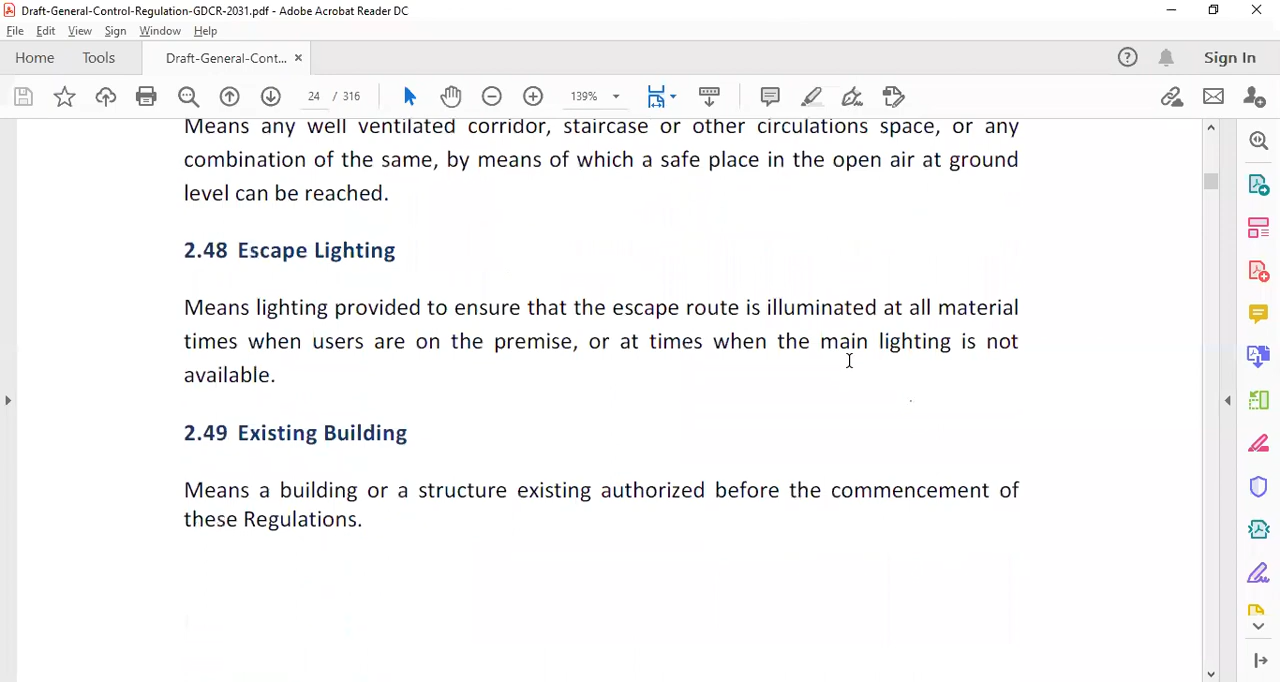 Draft-General-Control-Regulation-GDCR-2031.pdf - Adobe Acrobat Reader DC
File Edit View Sign Window Help
Home Tools Draft-General-Cont... × Sign In
24 / 316 139%
Means any well ventilated corridor, staircase or other circulations space, or any
combination of the same, by means of which a safe place in the open air at ground
level can be reached.
2.48 Escape Lighting
Means lighting provided to ensure that the escape route is illuminated at all material
times when users are on the premise, or at times when the main lighting is not
available.
2.49 Existing Building
Means a building or a structure existing authorized before the commencement of
these Regulations.